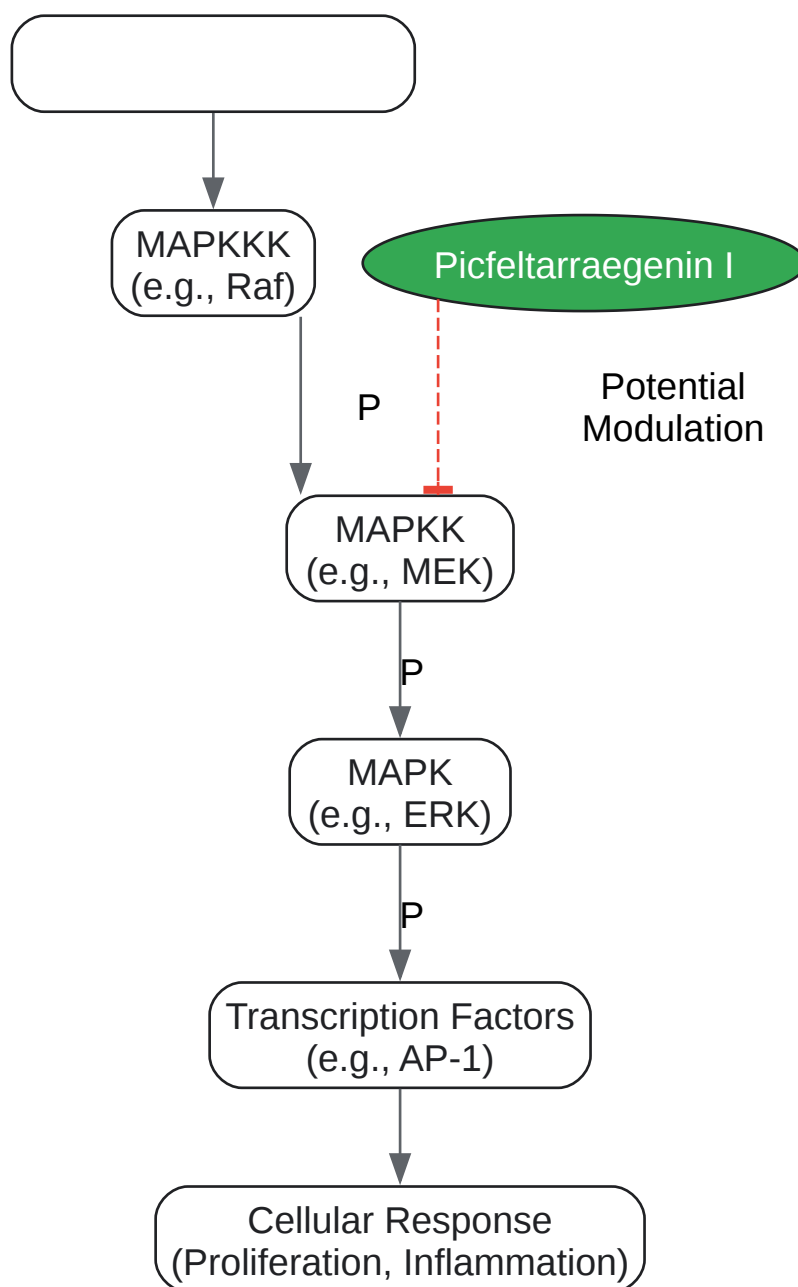 MAPKKK
(e.g., Raf)
Picfeltarraegenin I
P
Potential
Modulation
MAPKK
(e.g., MEK)
P
MAPK
(e.g., ERK)
P
Transcription Factors
(e.g., AP-1)
Cellular Response
(Proliferation, Inflammation)